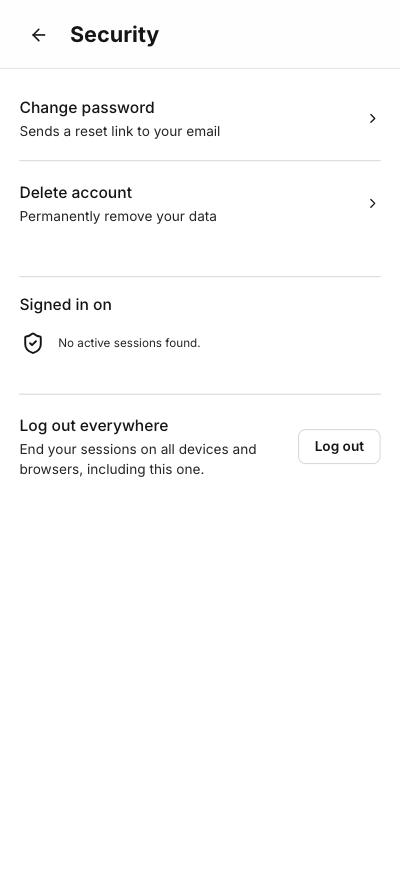 Security
Change password
Sends a reset link to your email
Delete account
Permanently remove your data
Signed in on
No active sessions found.
Log out everywhere
End your sessions on all devices and
browsers, including this one.
Log out